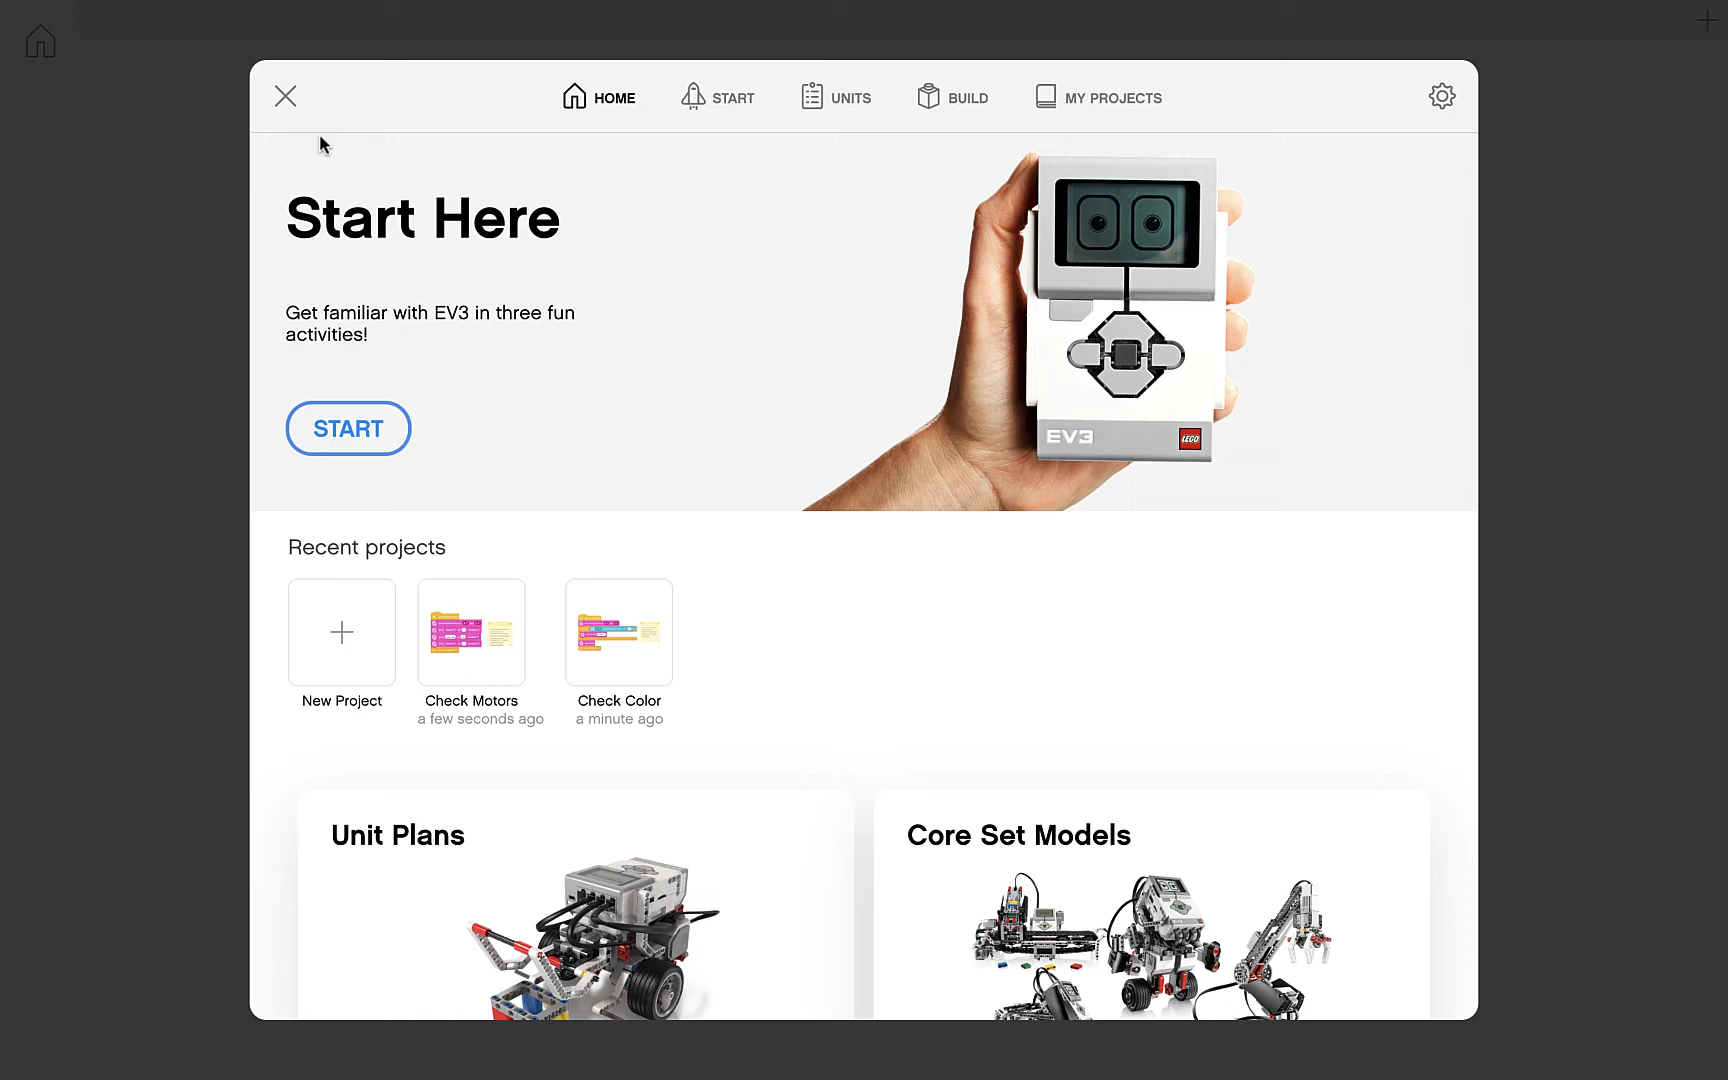 HOME
START
UNITS
BUILD
MY PROJECTS
Start Here
Get familiar with EV3 in three fun
activities!
START
EV3
LEGO
Recent projects
New Project
Check Motors
a few seconds ago
Check Color
a minute ago
Unit Plans
Core Set Models